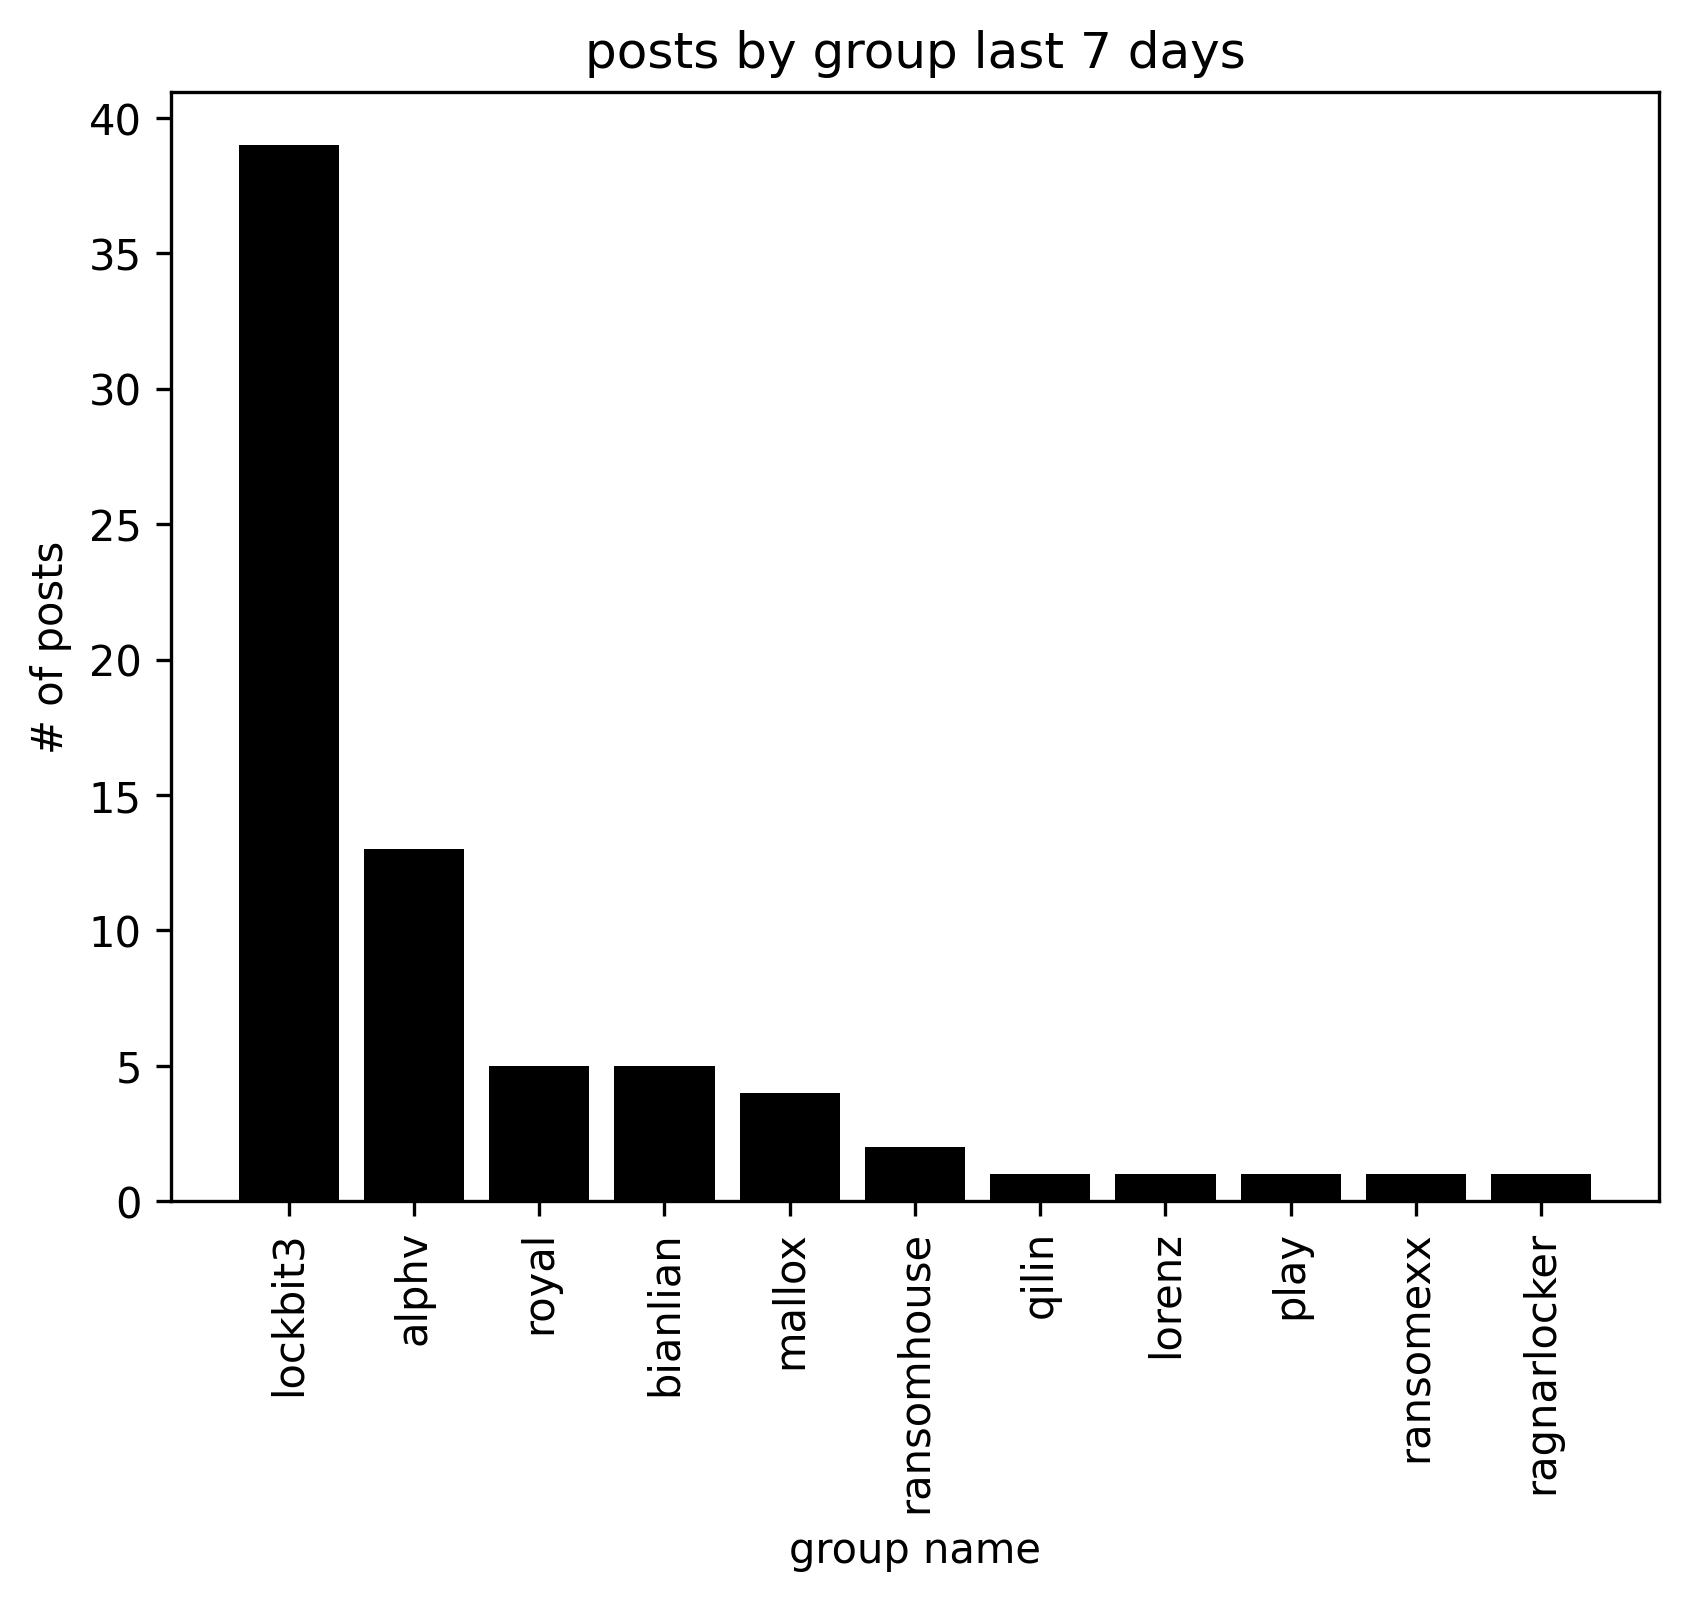 posts by group last 7 days
# of posts
40
35
30
25
20
15
10
5
0
lockbit3
alphv
royal
bianlian
mallox
ransomhouse
qilin
lorenz
play
ransomexx
ragnarlocker
group name